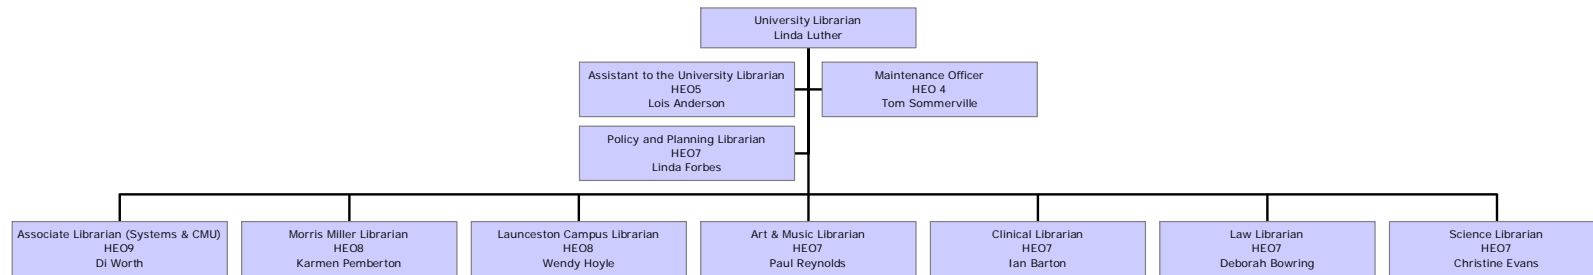 University Librarian
Linda Luther
Assistant to the University Librarian
HEO5
Lois Anderson
Maintenance Officer
HEO 4
Tom Sommerville
Policy and Planning Librarian
HEO7
Linda Forbes
Associate Librarian (Systems & CMU)
HEO9
Di Worth
Morris Miller Librarian
HEO8
Karmen Pemberton
Launceston Campus Librarian
HEO8
Wendy Hoyle
Art & Music Librarian
HEO7
Paul Reynolds
Clinical Librarian
HEO7
Ian Barton
Law Librarian
HEO7
Deborah Bowring
Science Librarian
HEO7
Christine Evans